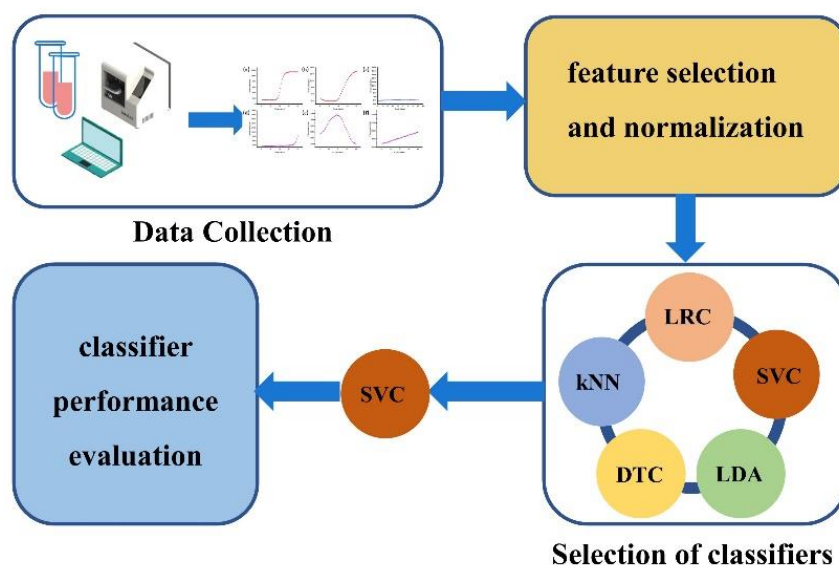 feature selection
and normalization
Data Collection
LRC
kNN
SVC
DTC
LDA
Selection of classifiers
SVC
classifier
performance
evaluation